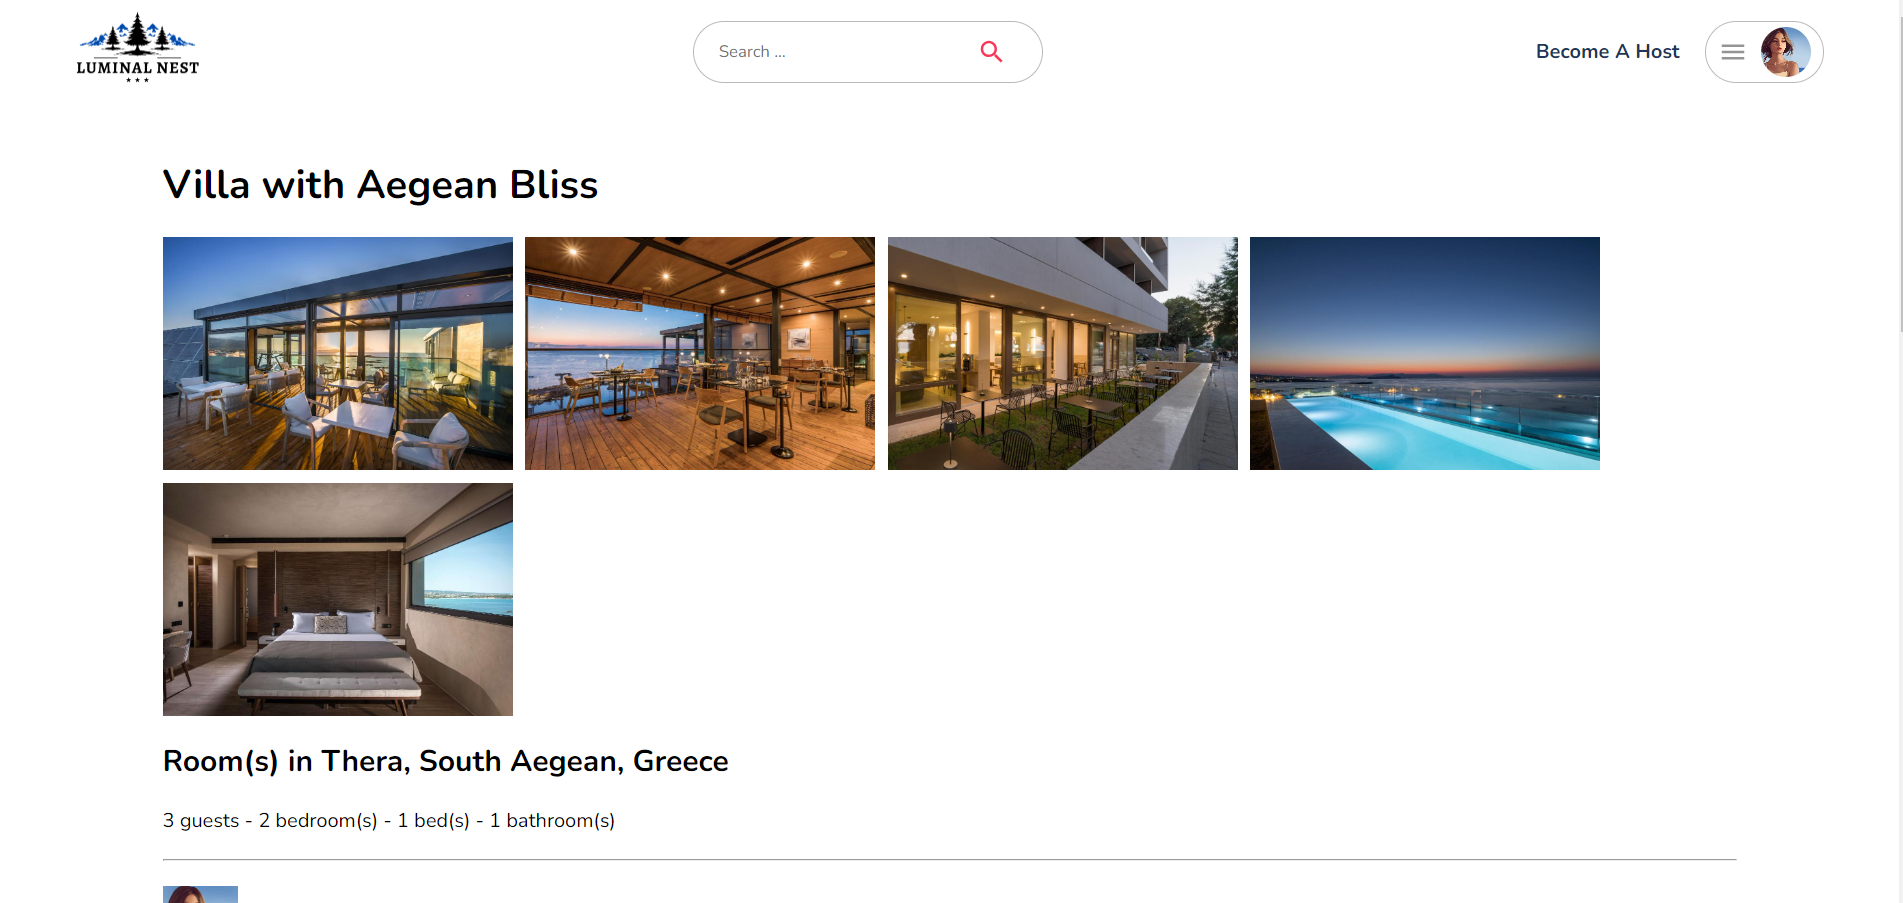 LUMINAL NEST
Search ...
Become A Host
Villa with Aegean Bliss
Room(s) in Thera, South Aegean, Greece
3 guests - 2 bedroom(s) - 1 bed(s) - 1 bathroom(s)